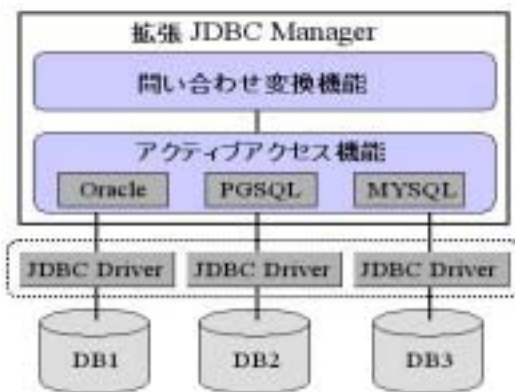 拡張 JDBC Manager
問い合わせ変換機能
アクティブアクセス機能
Oracle PGSQL MYSQL
JDBC Driver JDBC Driver JDBC Driver
DB1 DB2 DB3